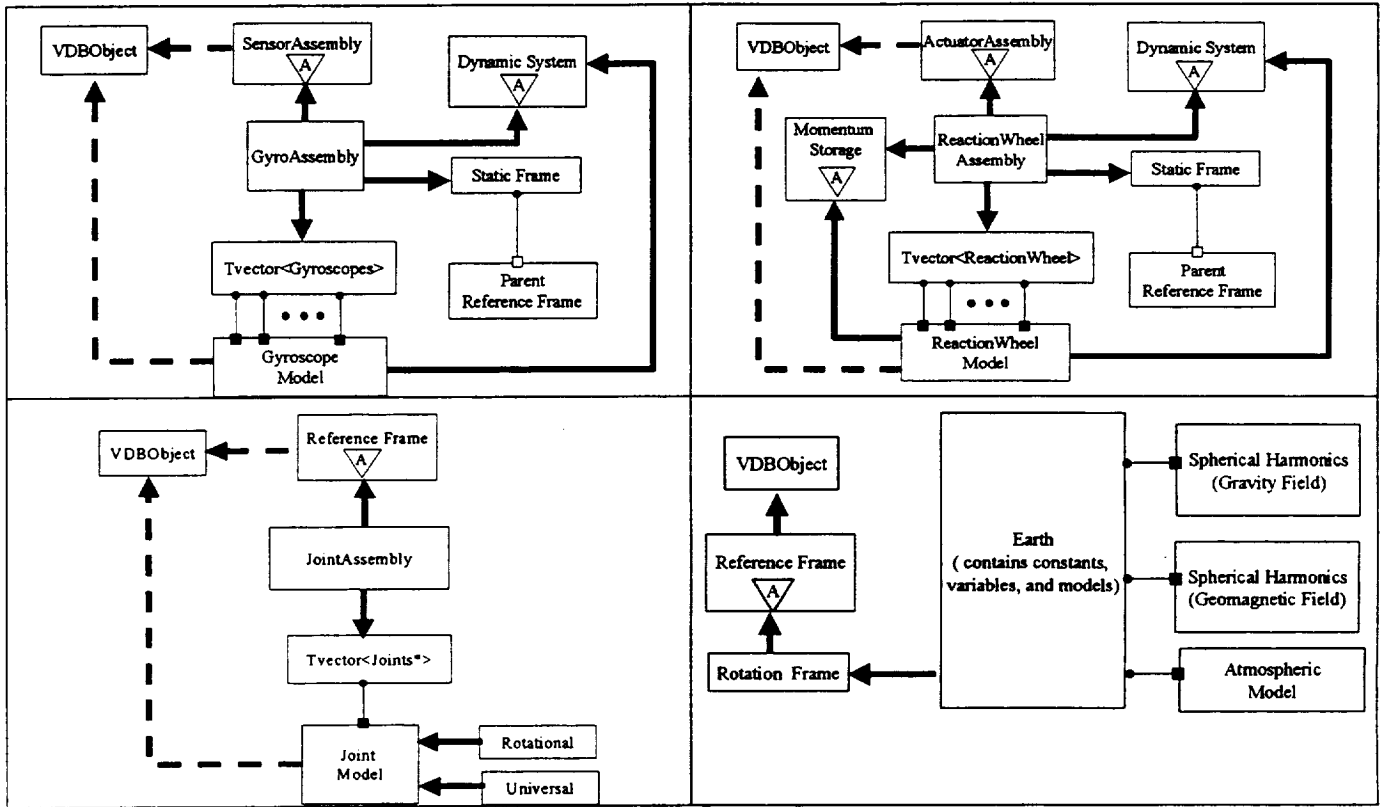 VDBObject
SensorAssembly
A
Dynamic System
A
GyroAssembly
Static Frame
Tvector<Gyroscopes>
Parent
Reference Frame
Gyroscope
Model
VDBObject
ActuatorAssembly
A
Dynamic System
A
Momentum
Storage
A
ReactionWheel
Assembly
Static Frame
Tvector<ReactionWheel>
Parent
Reference Frame
ReactionWheel
Model
VDBObject
Reference Frame
A
JointAssembly
Tvector<Joints*>
Joint
Model
Rotational
Universal
VDBObject
Reference Frame
A
Rotation Frame
Earth
( contains constants,
variables, and models)
Spherical Harmonics
(Gravity Field)
Spherical Harmonics
(Geomagnetic Field)
Atmospheric
Model